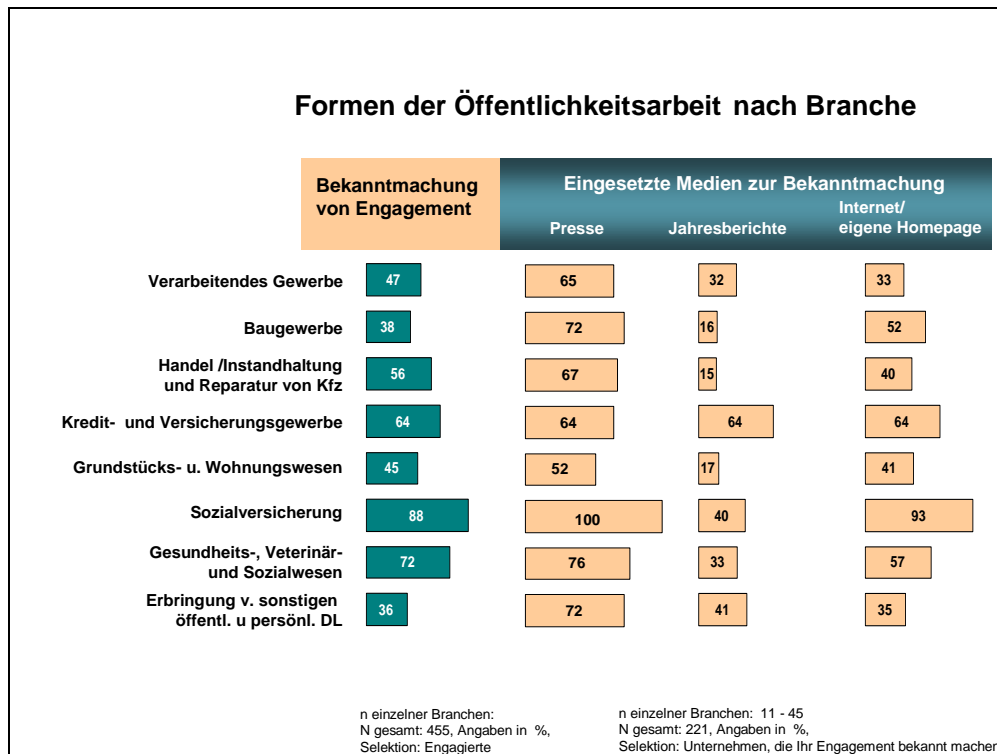 Formen der Öffentlichkeitsarbeit nach Branche
Bekanntmachung
von Engagement
Eingesetzte Medien zur Bekanntmachung
Presse
Jahresberichte
Internet/
eigene Homepage
Verarbeitendes Gewerbe
47
65
32
33
Baugewerbe
38
72
16
52
Handel /Instandhaltung
und Reparatur von Kfz
56
67
15
40
Kredit- und Versicherungsgewerbe
64
64
64
64
Grundstücks- u. Wohnungswesen
45
52
17
41
Sozialversicherung
88
100
40
93
Gesundheits-, Veterinär-
und Sozialwesen
72
76
33
57
Erbringung v. sonstigen
öffentl. u persönl. DL
36
72
41
35
n einzelner Branchen:
N gesamt: 455, Angaben in %,
Selektion: Engagierte
n einzelner Branchen: 11 - 45
N gesamt: 221, Angaben in %,
Selektion: Unternehmen, die Ihr Engagement bekannt machen